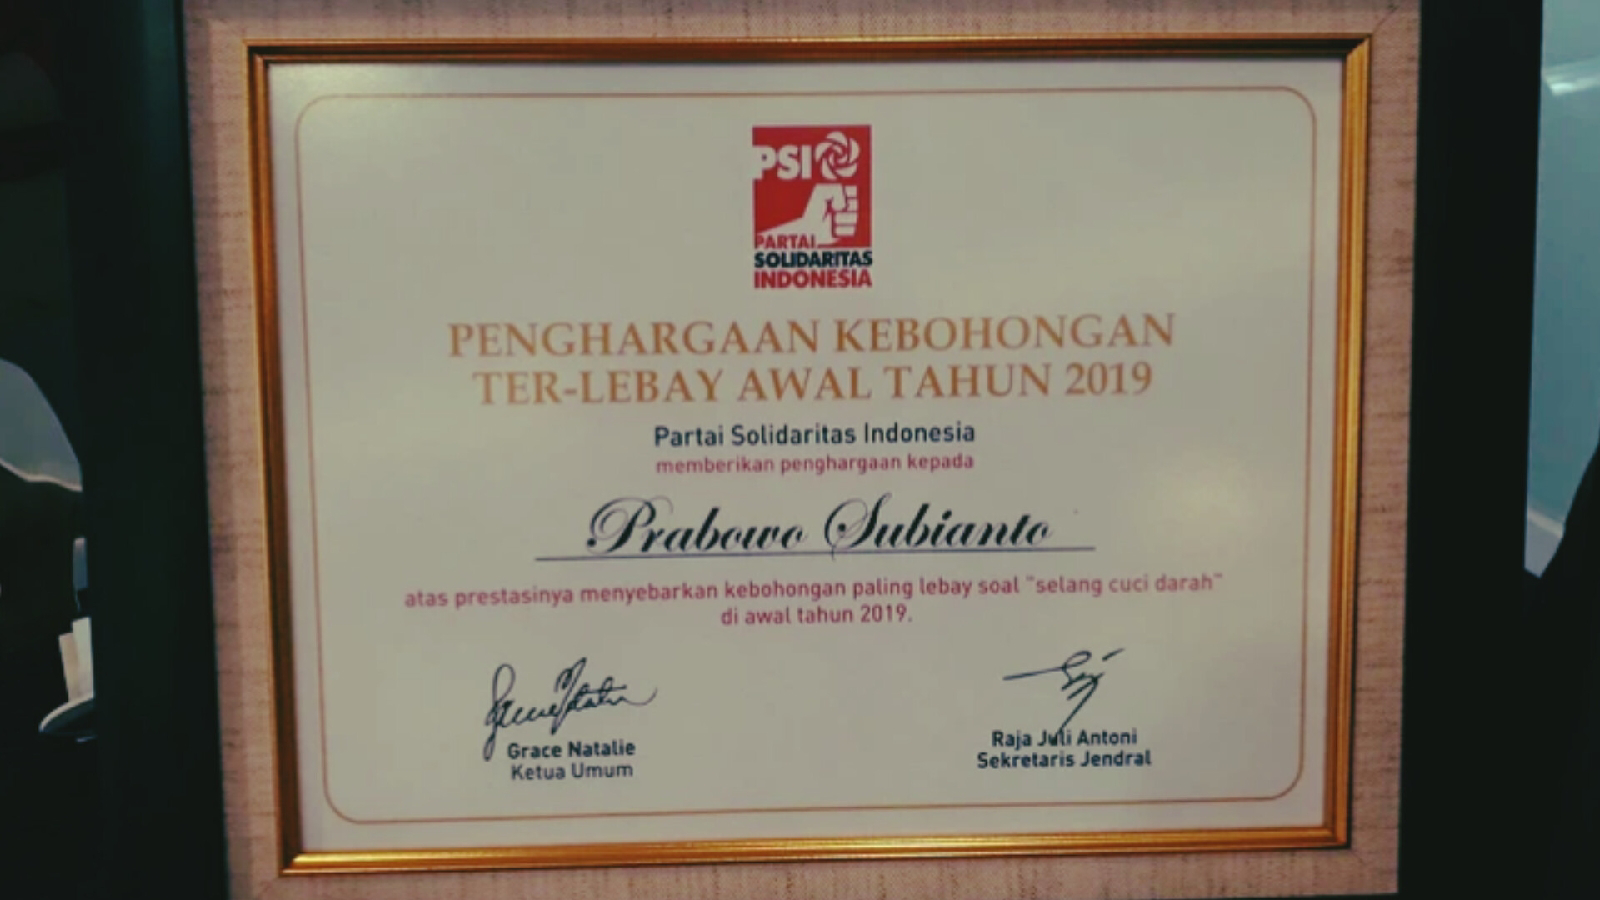 PSI
PARTAI
SOLIDARITAS
INDONESIA
PENGHARGAAN KEBOHONGAN
TER-LEBAY AWAL TAHUN 2019
Partai Solidaritas Indonesia
memberikan penghargaan kepada
Prabowo Subianto
atas prestasinya menyebarkan kebohongan paling lebay soal "selang cuci darah"
di awal tahun 2019.
Grace Natalie
Ketua Umum
Raja Juli Antoni
Sekretaris Jendral